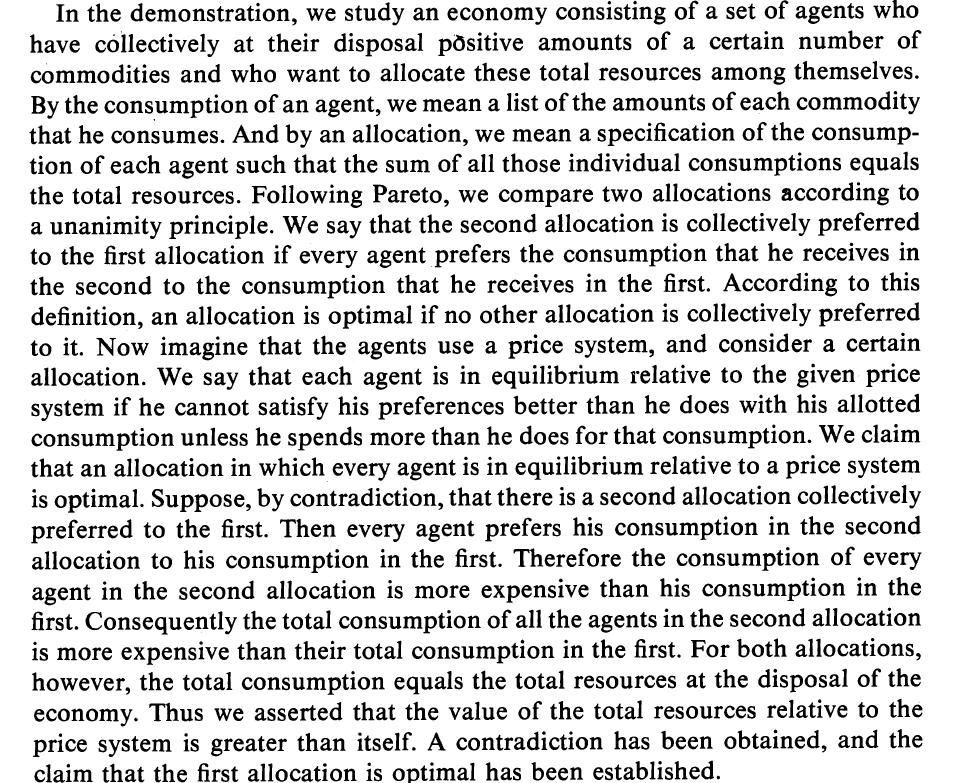 In the demonstration, we study an economy consisting of a set of agents who
have collectively at their disposal positive amounts of a certain number of
commodities and who want to allocate these total resources among themselves.
By the consumption of an agent, we mean a list of the amounts of each commodity
that he consumes. And by an allocation, we mean a specification of the consump-
tion of each agent such that the sum of all those individual consumptions equals
the total resources. Following Pareto, we compare two allocations according to
a unanimity principle. We say that the second allocation is collectively preferred
to the first allocation if every agent prefers the consumption that he receives in
the second to the consumption that he receives in the first. According to this
definition, an allocation is optimal if no other allocation is collectively preferred
to it. Now imagine that the agents use a price system, and consider a certain
allocation. We say that each agent is in equilibrium relative to the given price
system if he cannot satisfy his preferences better than he does with his allotted
consumption unless he spends more than he does for that consumption. We claim
that an allocation in which every agent is in equilibrium relative to a price system
is optimal. Suppose, by contradiction, that there is a second allocation collectively
preferred to the first. Then every agent prefers his consumption in the second
allocation to his consumption in the first. Therefore the consumption of every
agent in the second allocation is more expensive than his consumption in the
first. Consequently the total consumption of all the agents in the second allocation
is more expensive than their total consumption in the first. For both allocations,
however, the total consumption equals the total resources at the disposal of the
economy. Thus we asserted that the value of the total resources relative to the
price system is greater than itself. A contradiction has been obtained, and the
claim that the first allocation is optimal has been established.